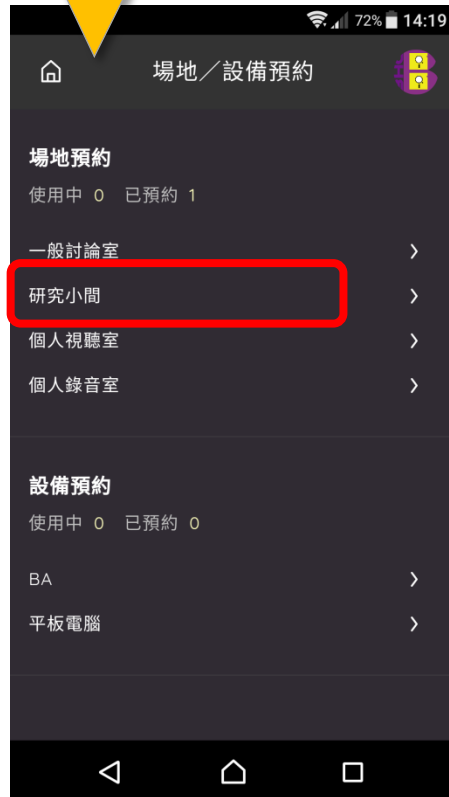 72% 14:19
場地／設備預約
場地預約
使用中 0 已預約 1
一般討論室
研究小間
個人視聽室
個人錄音室
設備預約
使用中 0 已預約 0
BA
平板電腦